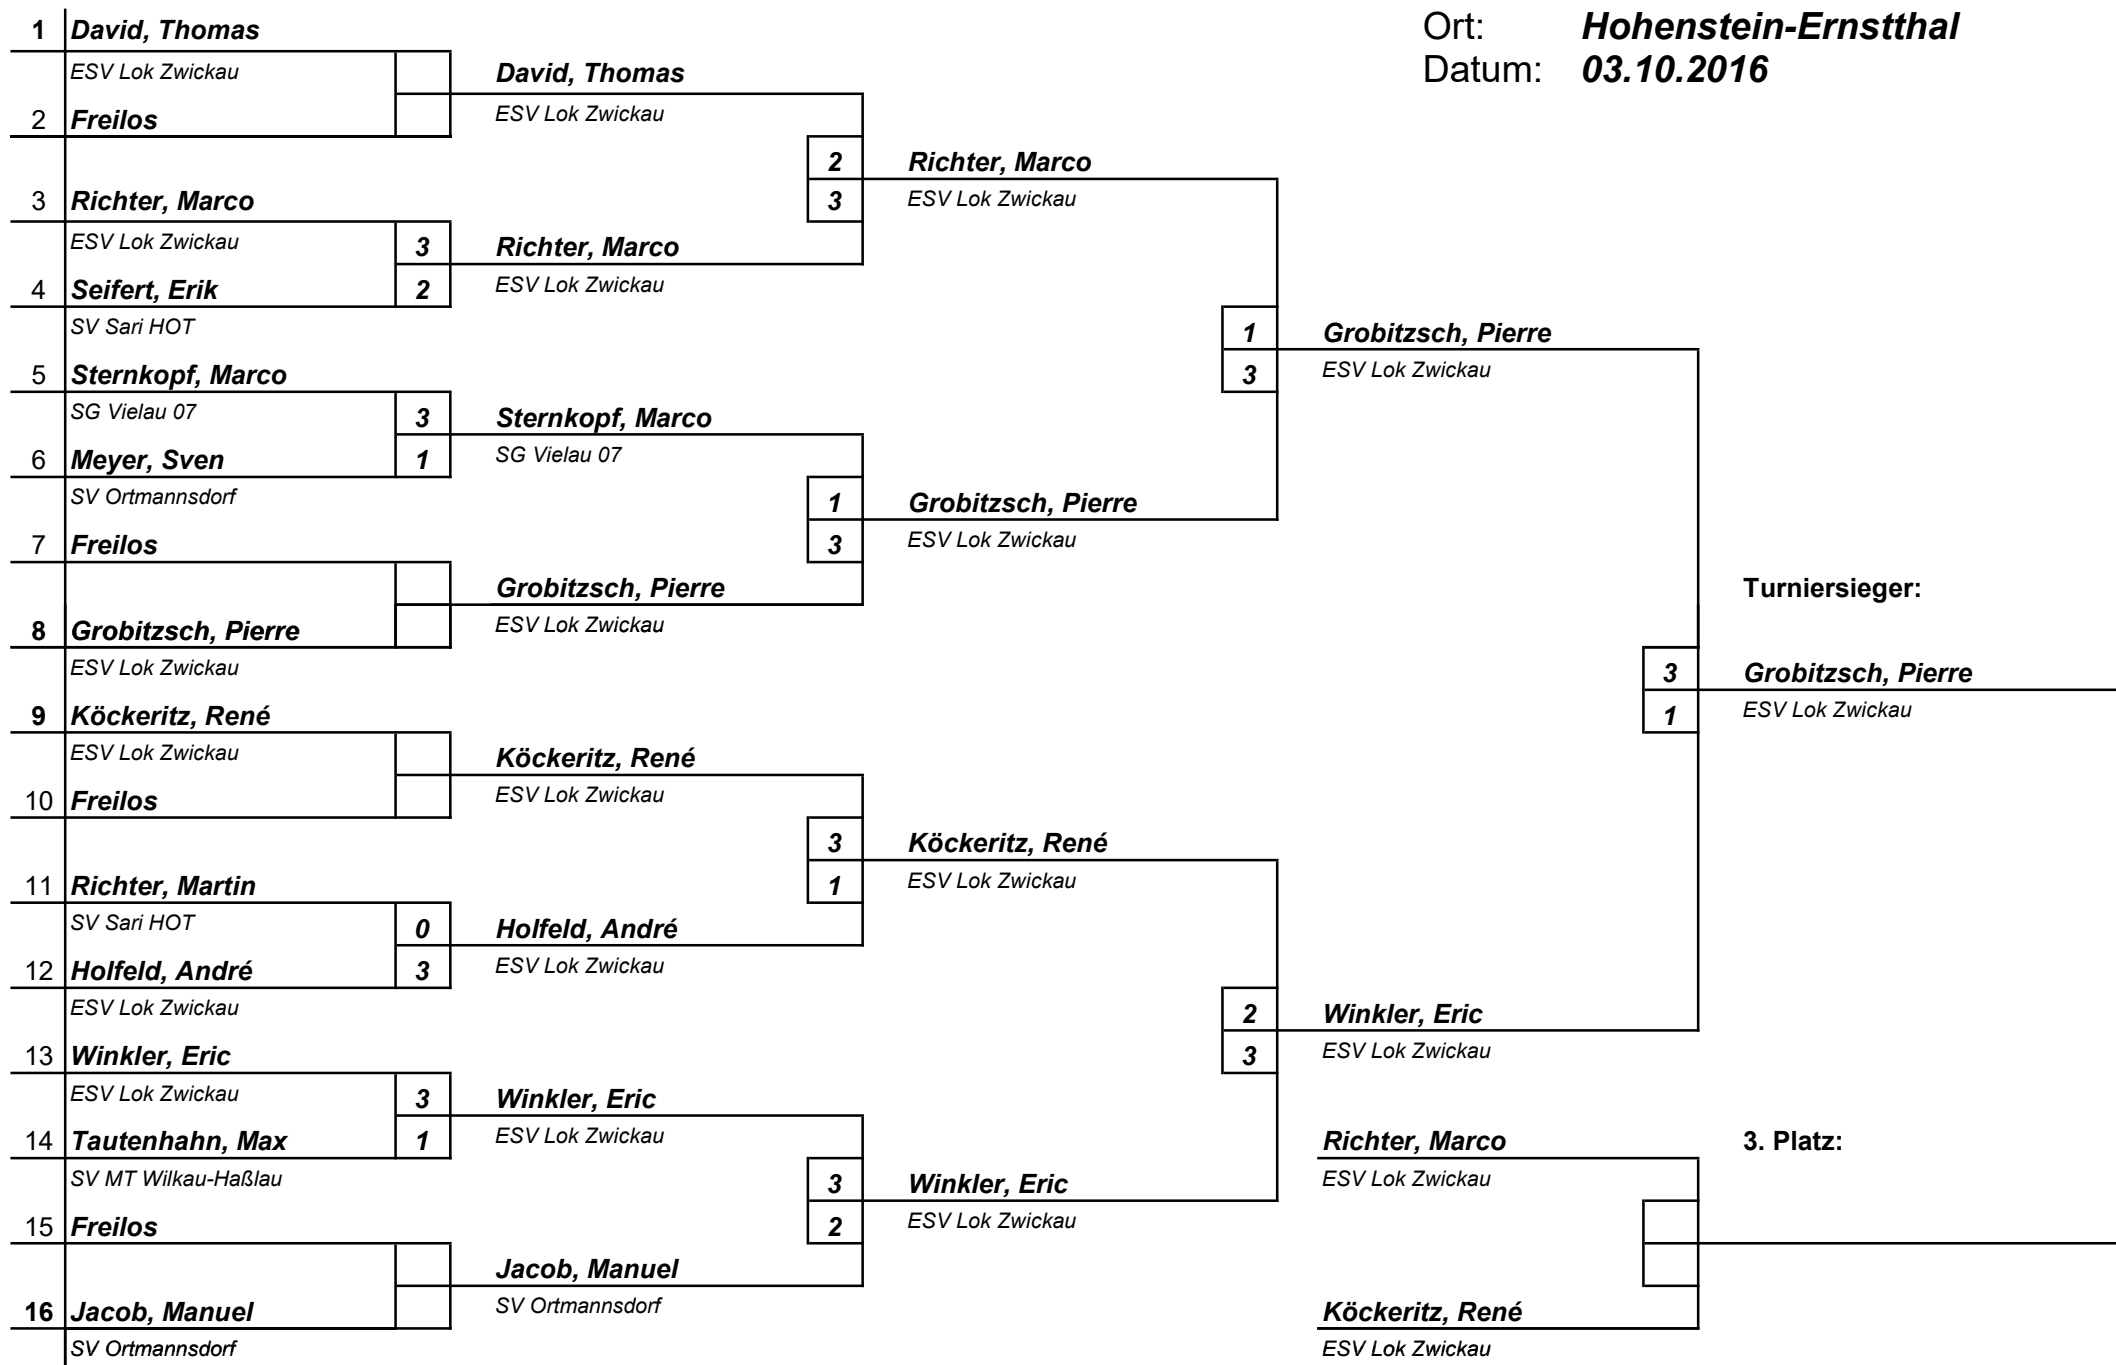 Ort: Hohenstein-Ernstthal
Datum: 03.10.2016
1 David, Thomas
ESV Lok Zwickau
2 Freilos
3 Richter, Marco
ESV Lok Zwickau 3
4 Seifert, Erik 2
SV Sari HOT
5 Sternkopf, Marco
SG Vielau 07 3
6 Meyer, Sven 1
SV Ortmannsdorf
7 Freilos
8 Grobitzsch, Pierre
ESV Lok Zwickau
9 Köckeritz, René
ESV Lok Zwickau
10 Freilos
11 Richter, Martin
SV Sari HOT 0
12 Holfeld, André 3
ESV Lok Zwickau
13 Winkler, Eric
ESV Lok Zwickau 3
14 Tautenhahn, Max 1
SV MT Wilkau-Haßlau
15 Freilos
16 Jacob, Manuel
SV Ortmannsdorf
David, Thomas
ESV Lok Zwickau
2
3
Richter, Marco
ESV Lok Zwickau
Sternkopf, Marco
SG Vielau 07
1
3
Grobitzsch, Pierre
ESV Lok Zwickau
Köckeritz, René
ESV Lok Zwickau
3
1
Holfeld, André
ESV Lok Zwickau
Winkler, Eric
ESV Lok Zwickau
3
2
Jacob, Manuel
SV Ortmannsdorf
Richter, Marco
ESV Lok Zwickau
1
3
Grobitzsch, Pierre
ESV Lok Zwickau
Köckeritz, René
ESV Lok Zwickau
2
3
Winkler, Eric
ESV Lok Zwickau
Grobitzsch, Pierre
ESV Lok Zwickau
3
1
Winkler, Eric
ESV Lok Zwickau
Turniersieger:
Grobitzsch, Pierre
ESV Lok Zwickau
Richter, Marco
ESV Lok Zwickau
3. Platz:
Köckeritz, René
ESV Lok Zwickau